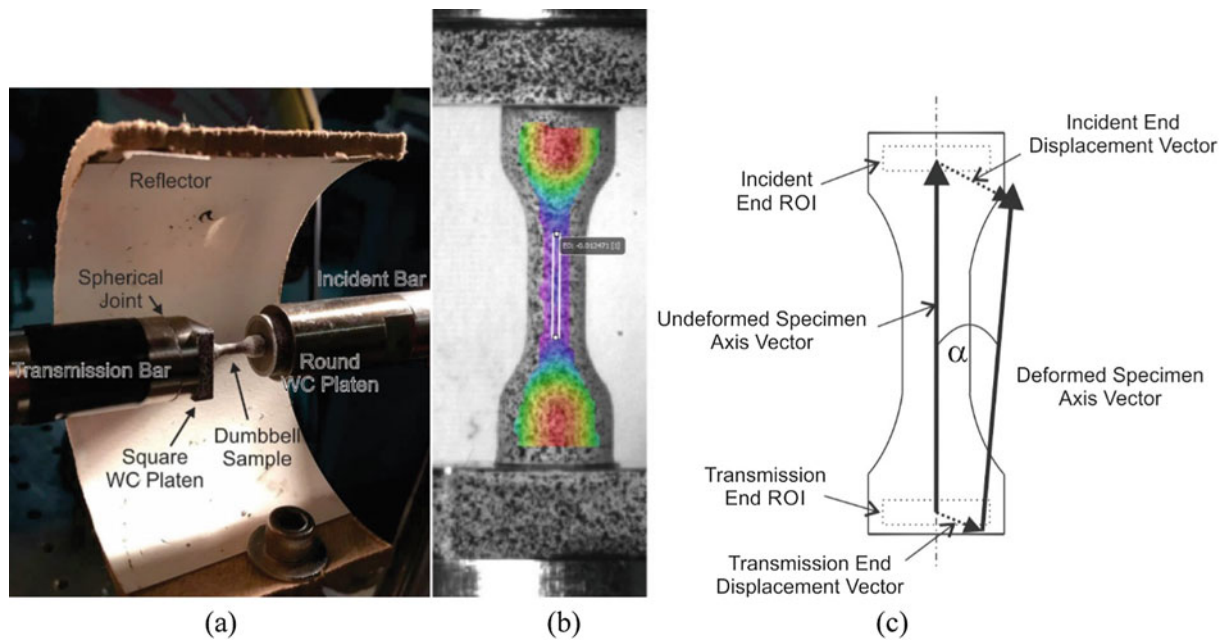 Reflector
Spherical
Joint
Incident Bar
Transmission Bar
Round
WC Platen
Dumbbell
Sample
Square
WC Platen
(a)
(b)
Incident End
Displacement Vector
Incident
End ROI
Undeformed Specimen
Axis Vector
α
Deformed Specimen
Axis Vector
Transmission
End ROI
Transmission End
Displacement Vector
(c)